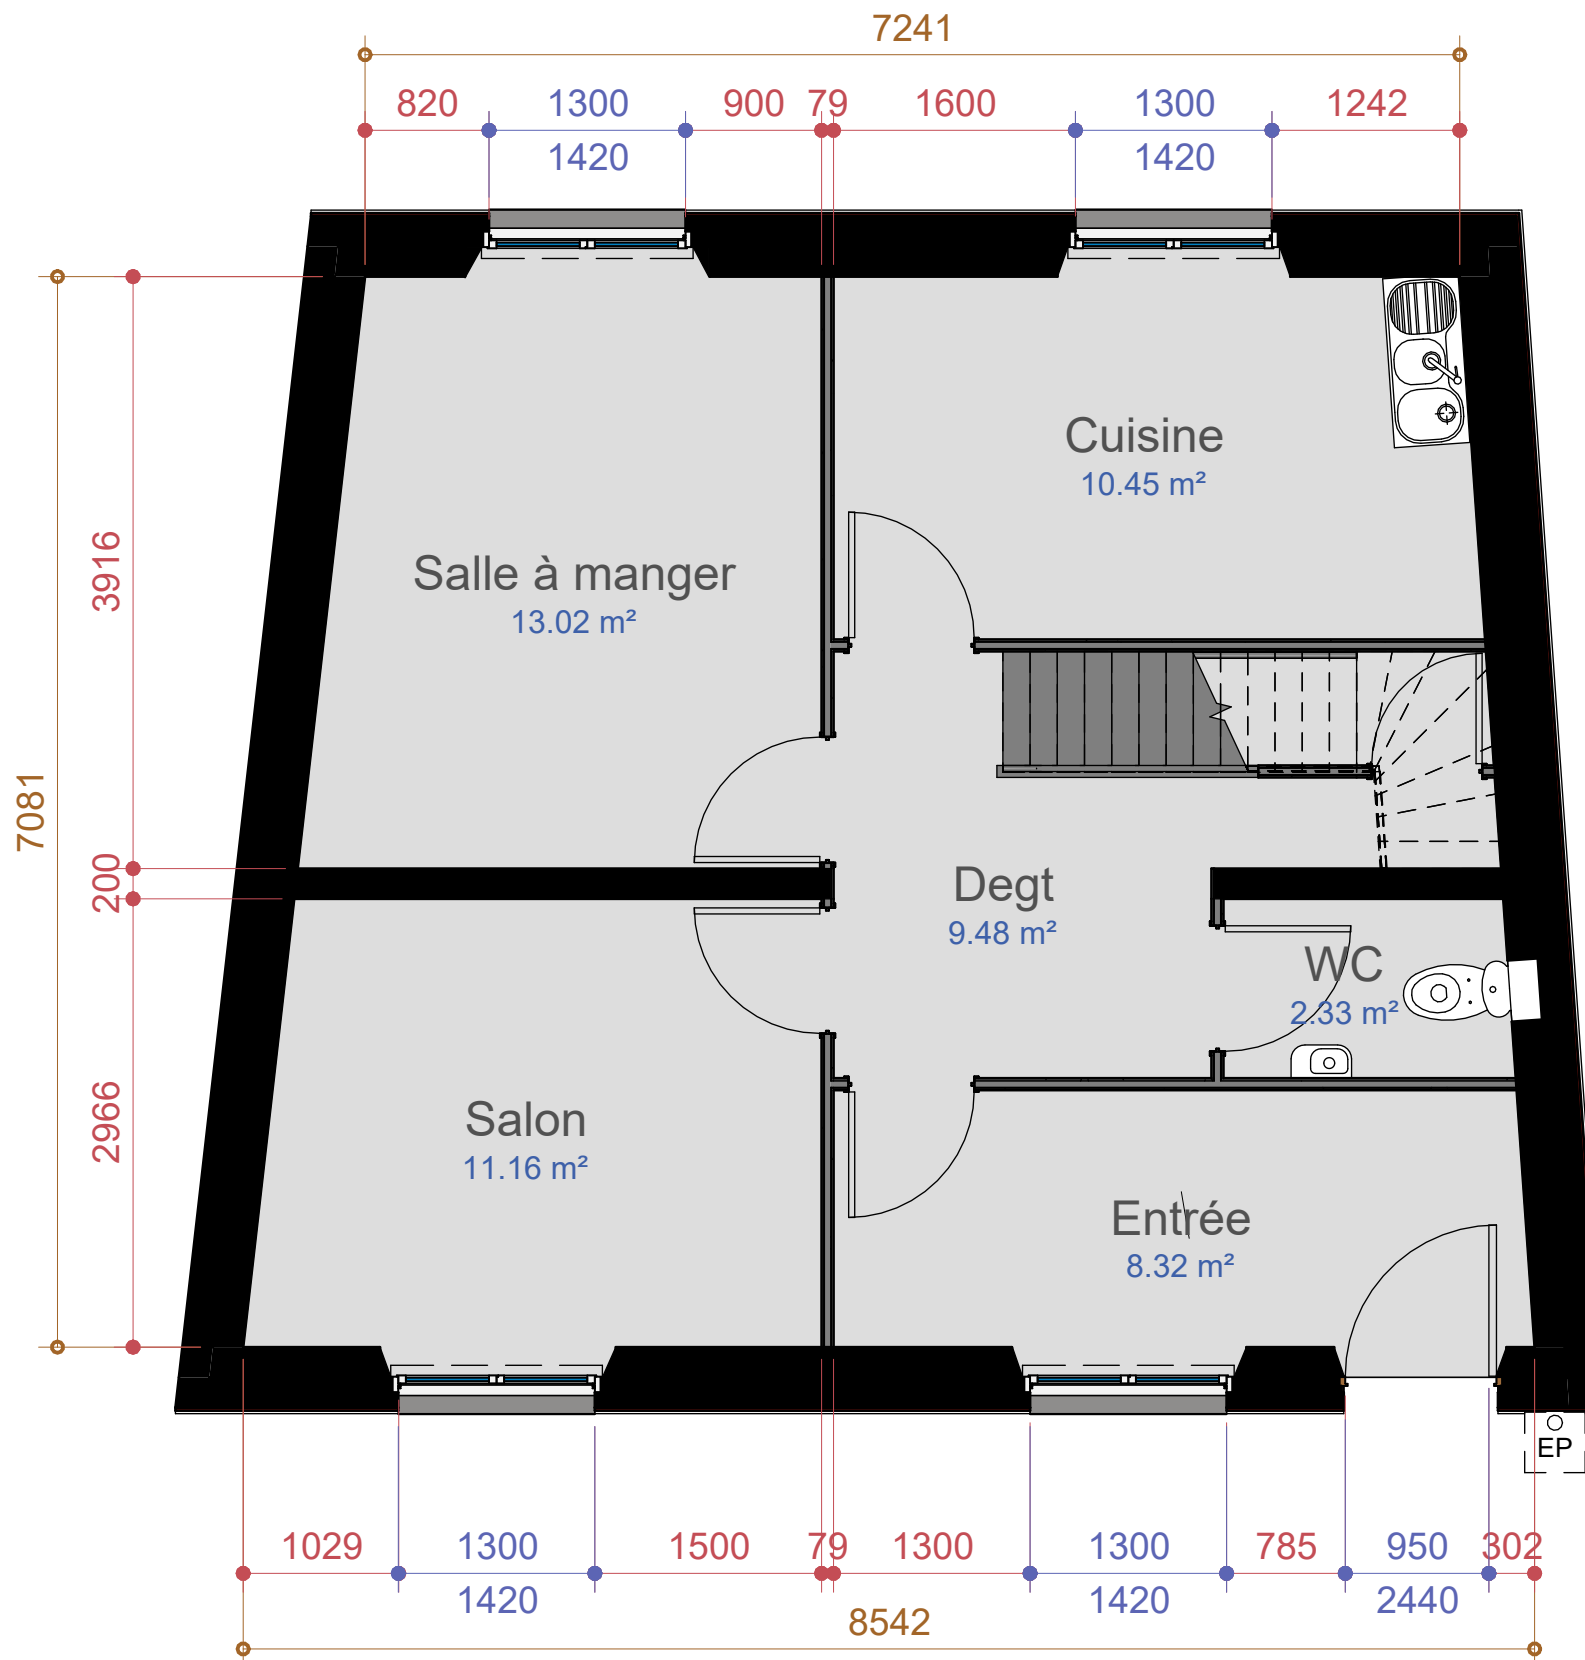 7241
820 1300 900 79 1600 1300 1242
1420 1420
Cuisine
10.45 m²
3916
Salle à manger
13.02 m²
7081
200
Degt
9.48 m²
WC
2.33 m²
2966
Salon
11.16 m²
Entrée
8.32 m²
EP
1029 1300 1500 79 1300 1300 785 950 302
1420 1420 2440
8542